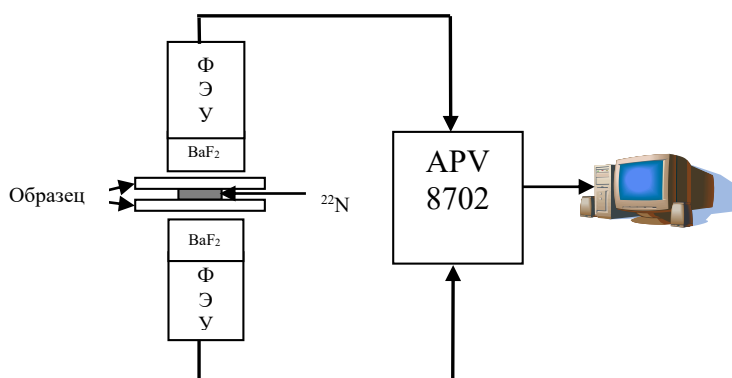 Ф
Э
У
BaF₂
Образец
²²N
BaF₂
Ф
Э
У
APV
8702